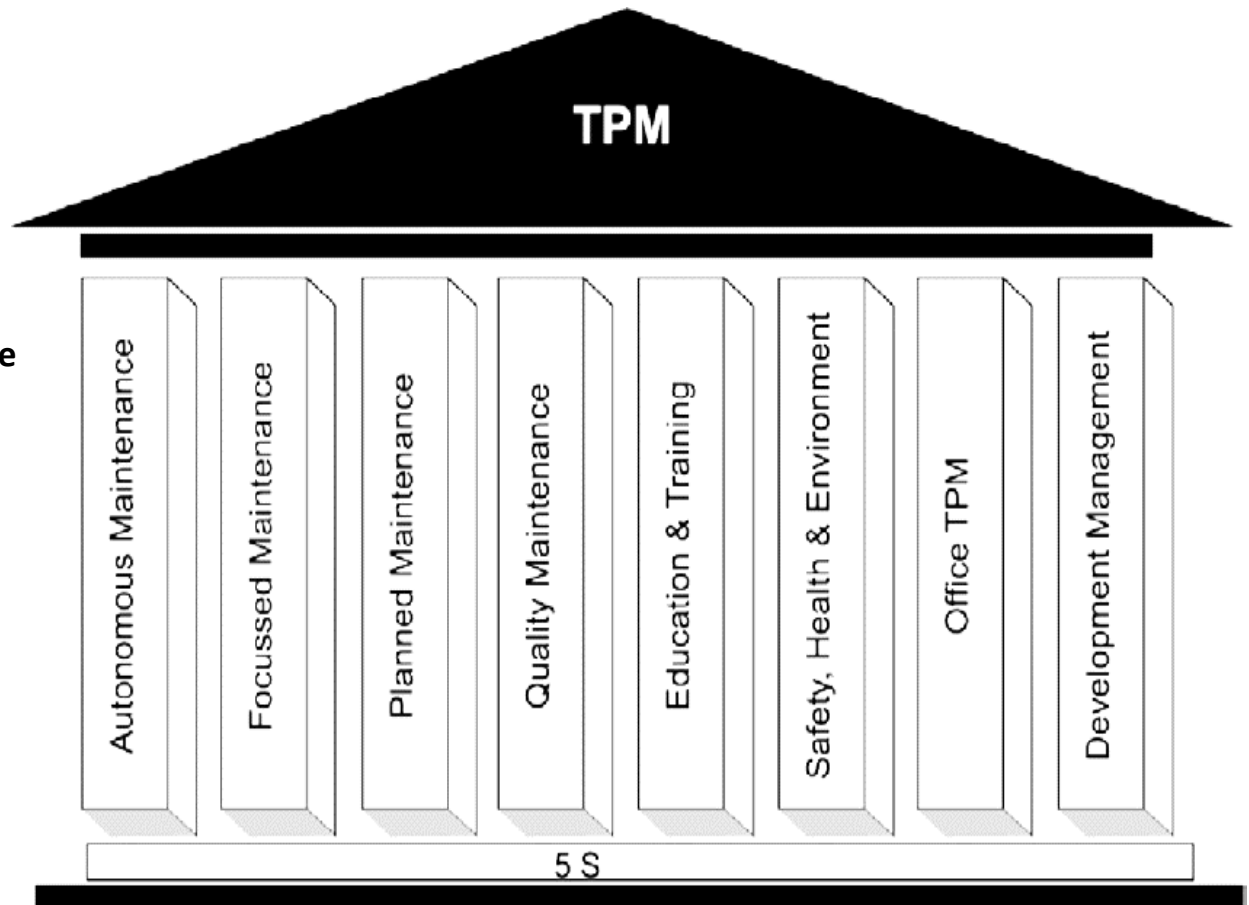 TPM
e
Autonomous Maintenance
Focussed Maintenance
Planned Maintenance
Quality Maintenance
Education & Training
Safety, Health & Environment
Office TPM
Development Management
5 S